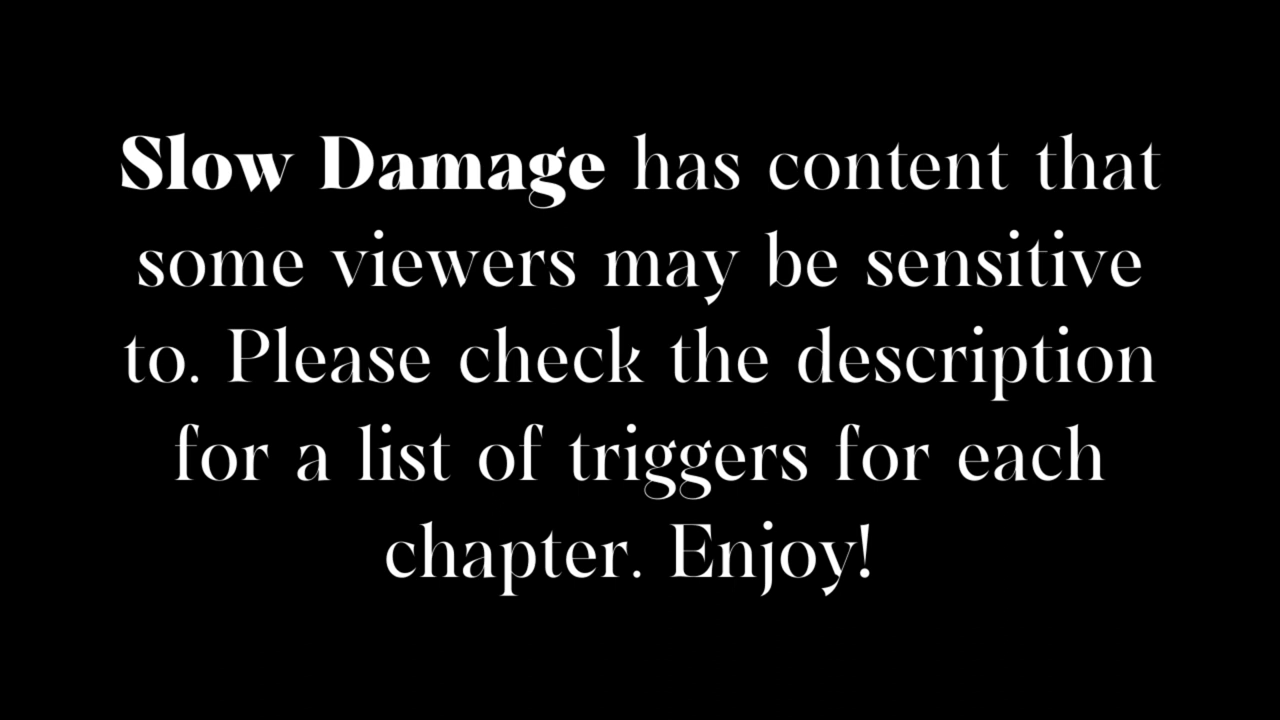 Slow Damage has content that
some viewers may be sensitive
to. Please check the description
for a list of triggers for each
chapter. Enjoy!